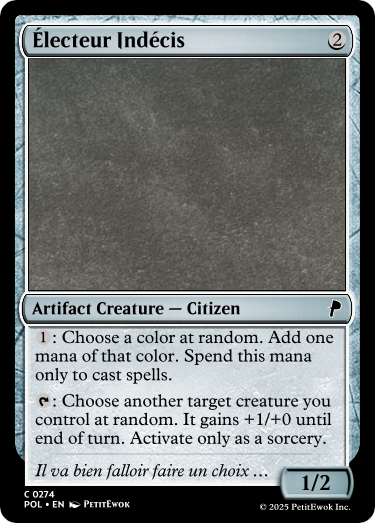 Électeur Indécis 2
Artifact Creature — Citizen
1: Choose a color at random. Add one
mana of that color. Spend this mana
only to cast spells.
: Choose another target creature you
control at random. It gains +1/+0 until
end of turn. Activate only as a sorcery.
Il va bien falloir faire un choix ...
1/2
C 0274
POL • EN PetitEwok
© 2025 PetitEwok Inc.